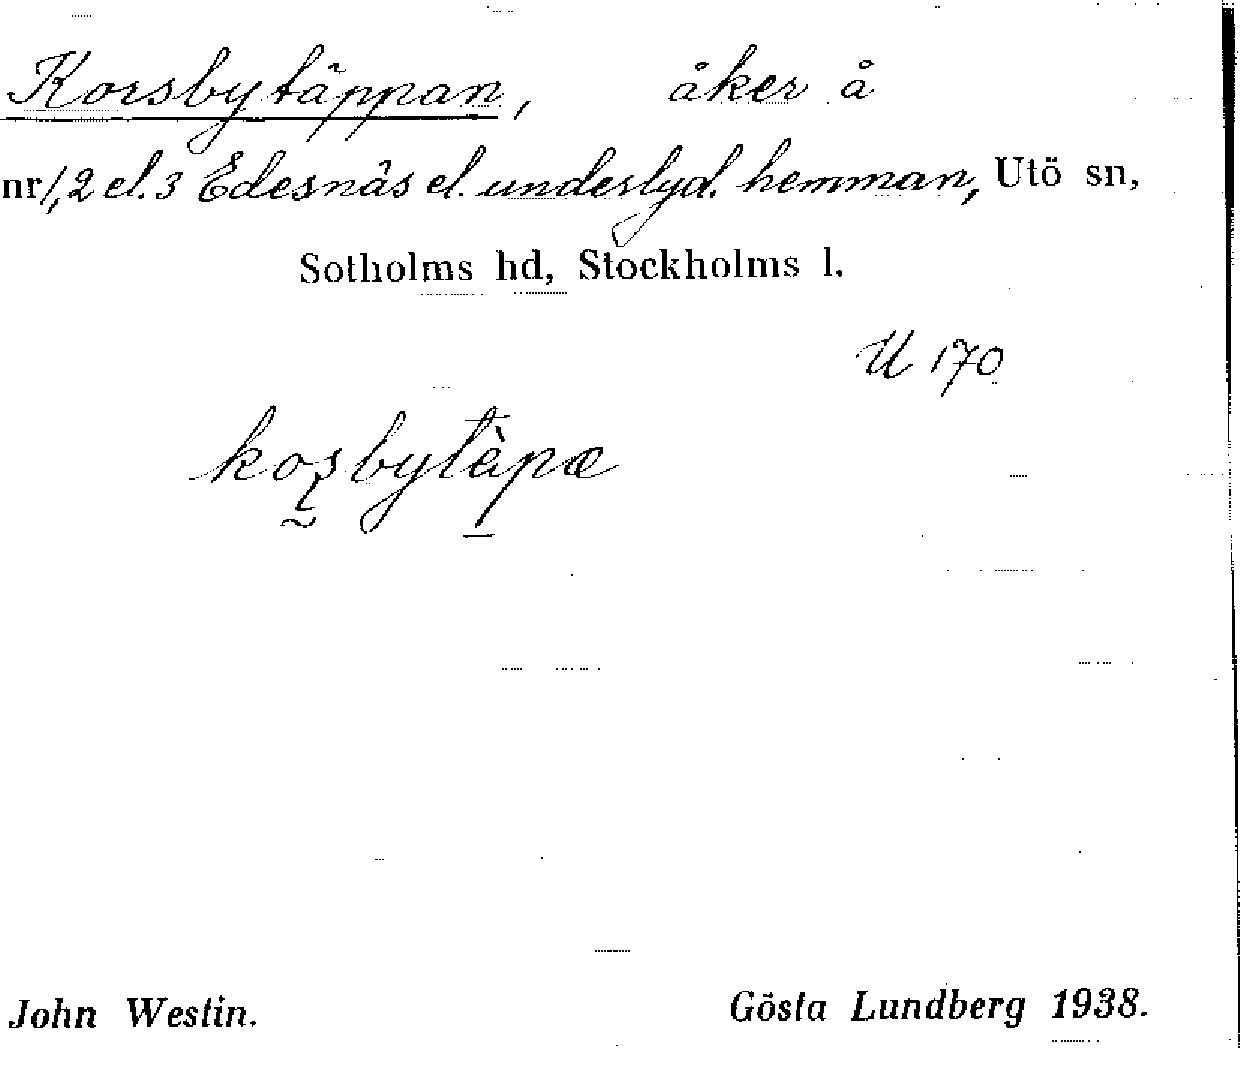 Korsbytäppan, åker å
nr 1, 2 el. 3 Edesnäs el. underlyd. hemman, Utö sn,
Sotholms hd, Stockholms l.
U 170
John Westin. Gösta Lundberg 1938.